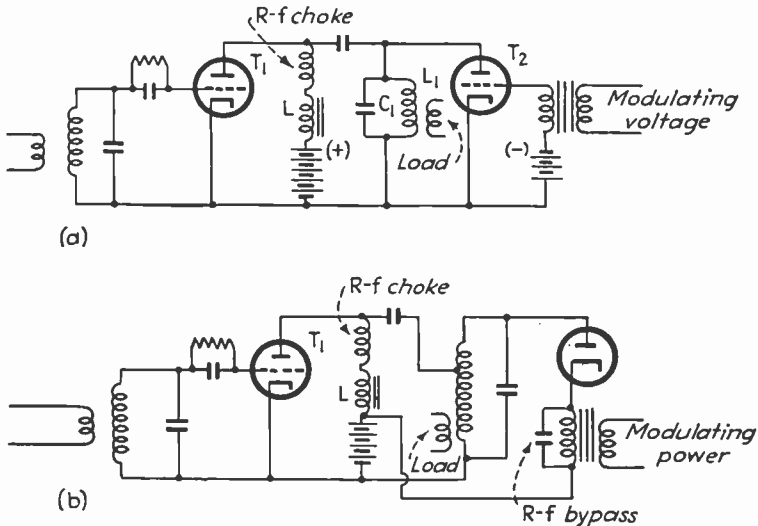 R-f choke
T1
T2
L
(+)
C1
L1
Load
(-)
Modulating
voltage
(a)
R-f choke
T1
L
Load
Modulating
power
R-f bypass
(b)